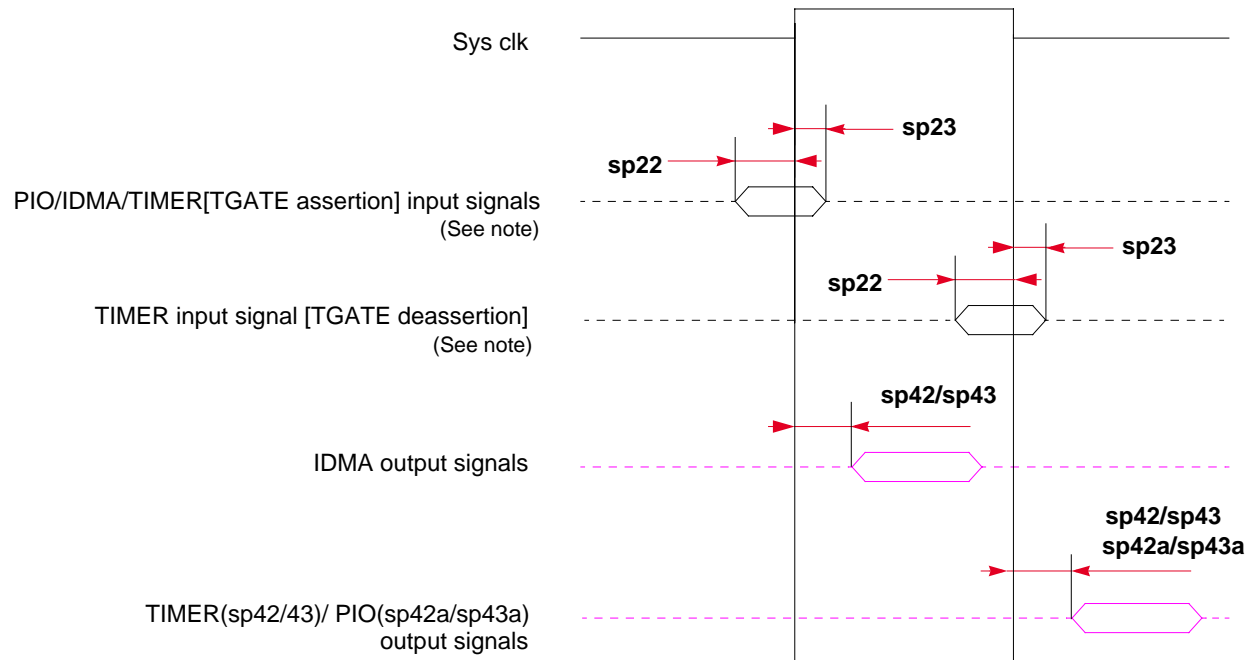 Sys clk
sp23
sp22
PIO/IDMA/TIMER[TGATE assertion] input signals
(See note)
sp23
sp22
TIMER input signal [TGATE deassertion]
(See note)
sp42/sp43
IDMA output signals
sp42/sp43
sp42a/sp43a
TIMER(sp42/43)/ PIO(sp42a/sp43a)
output signals